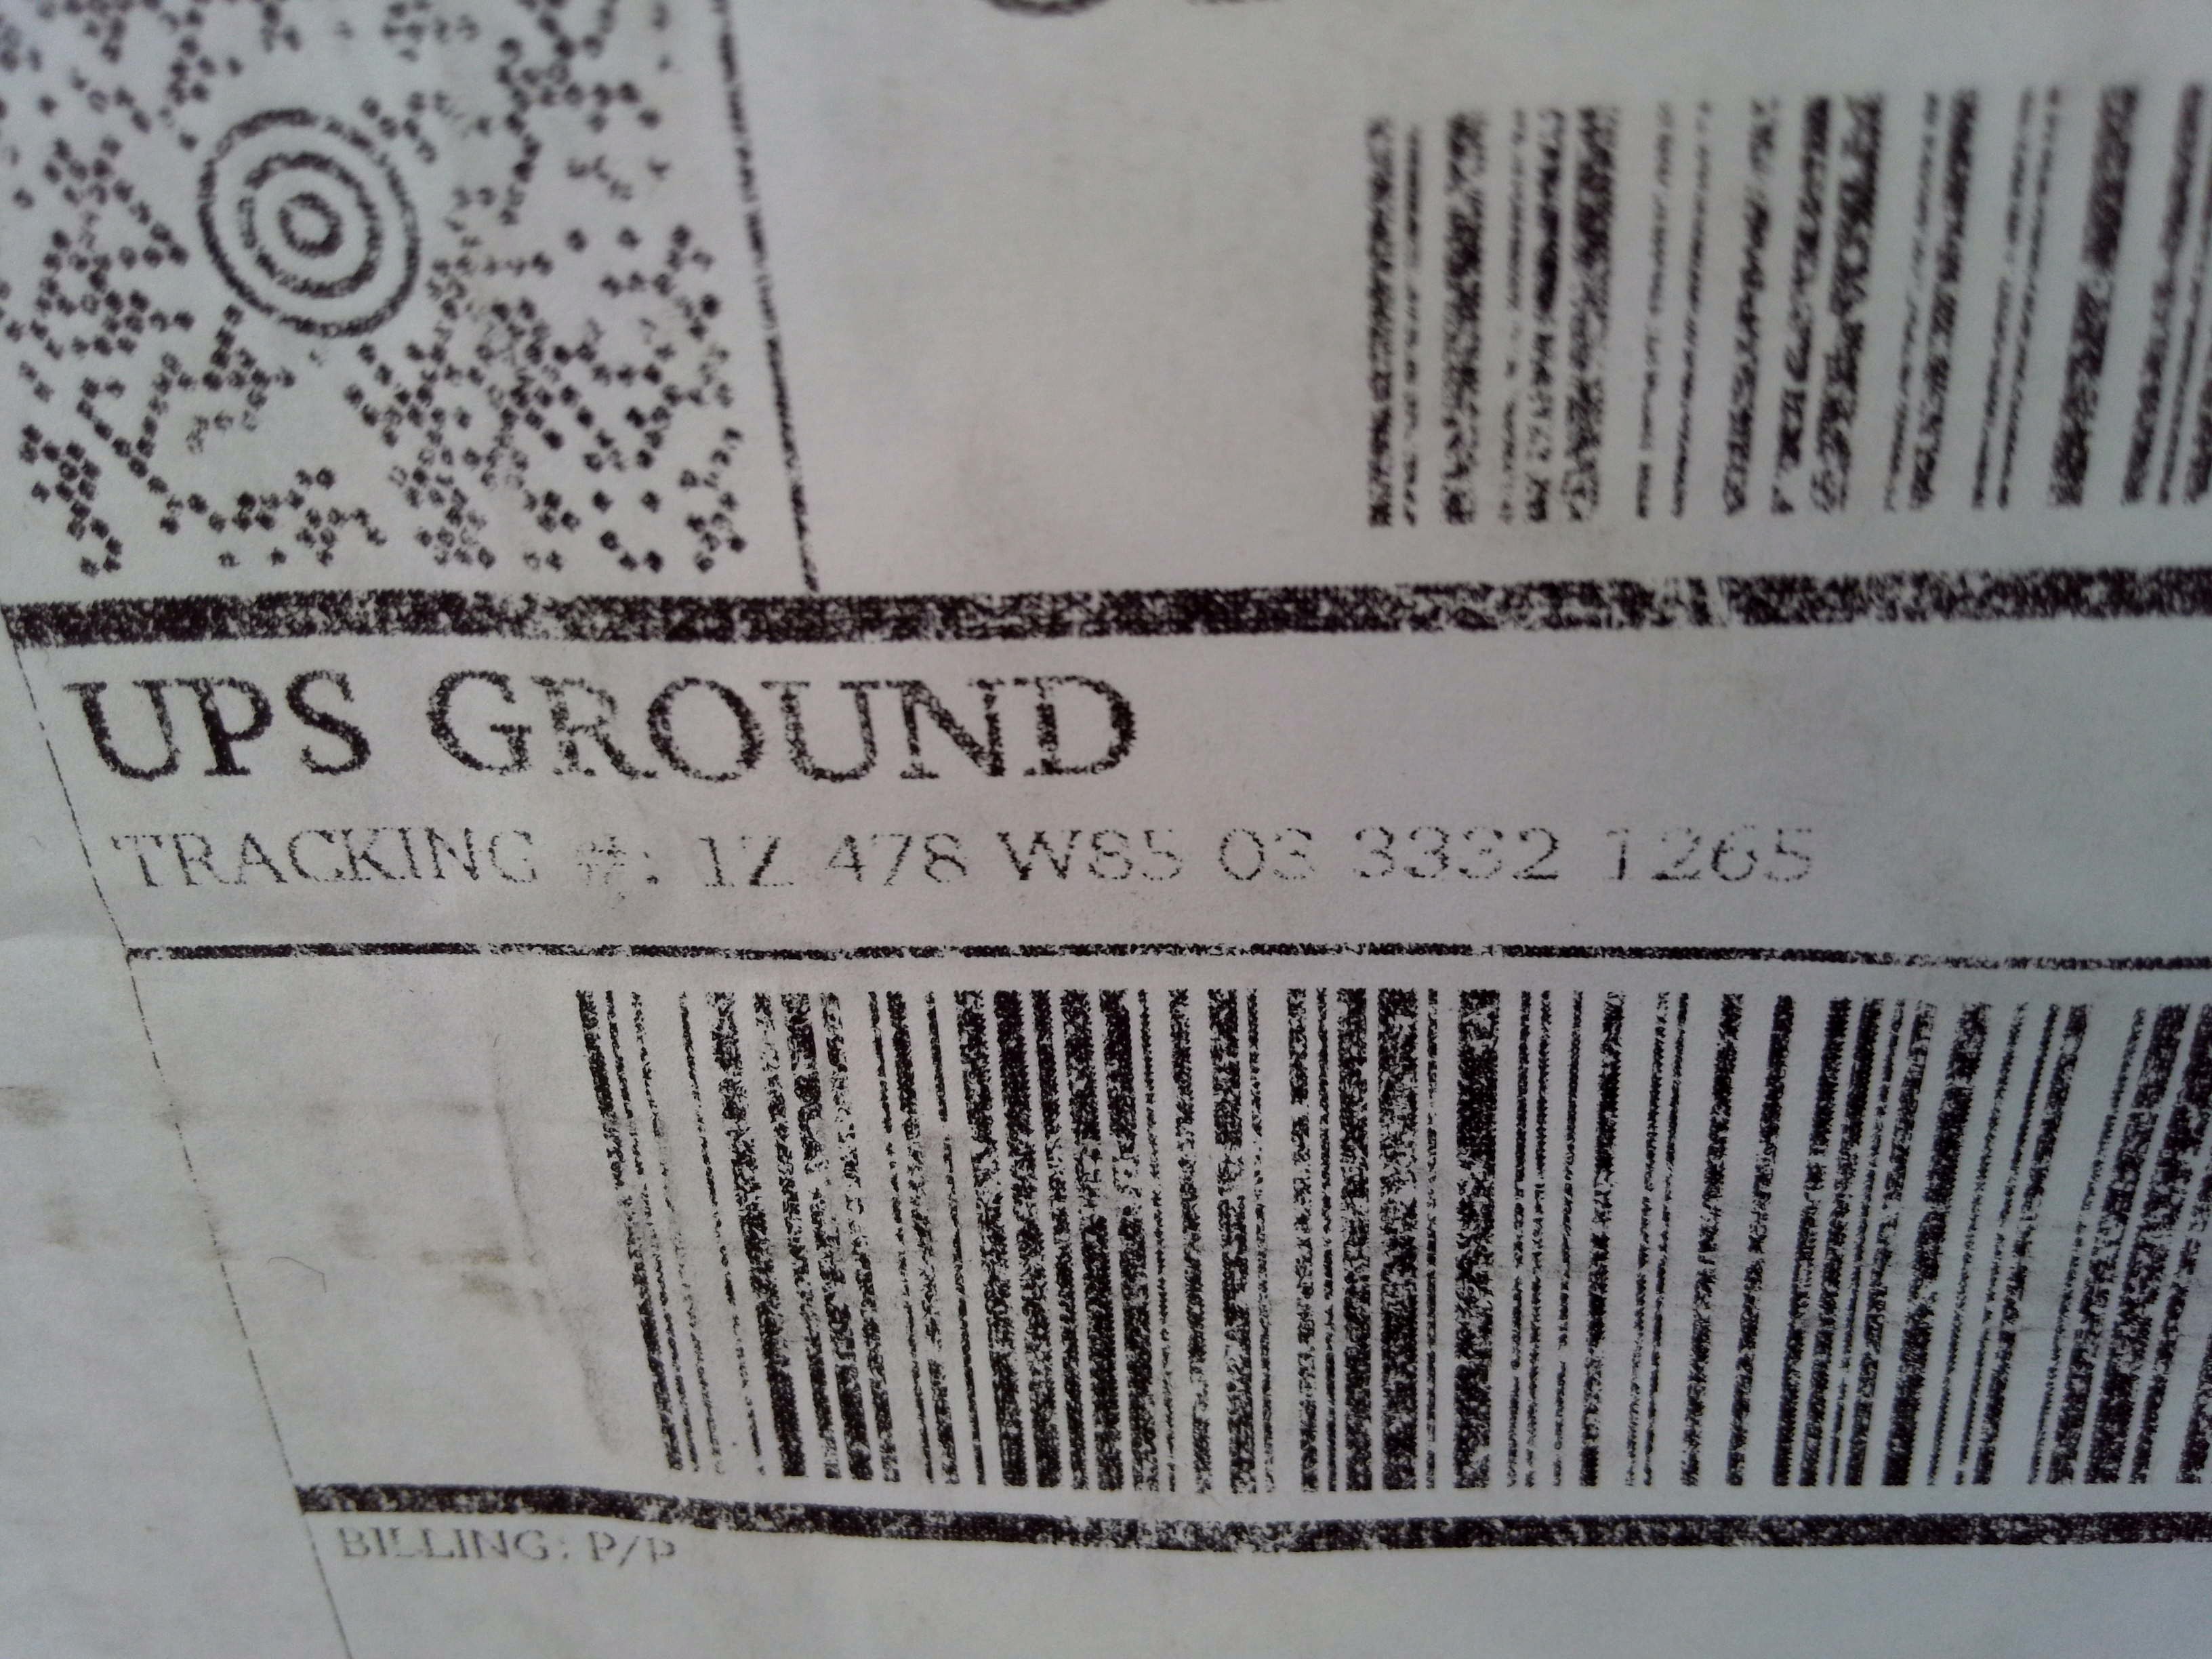 UPS GROUND
TRACKING #: 1Z 478 W85 03 3332 1265
BILLING: P/P